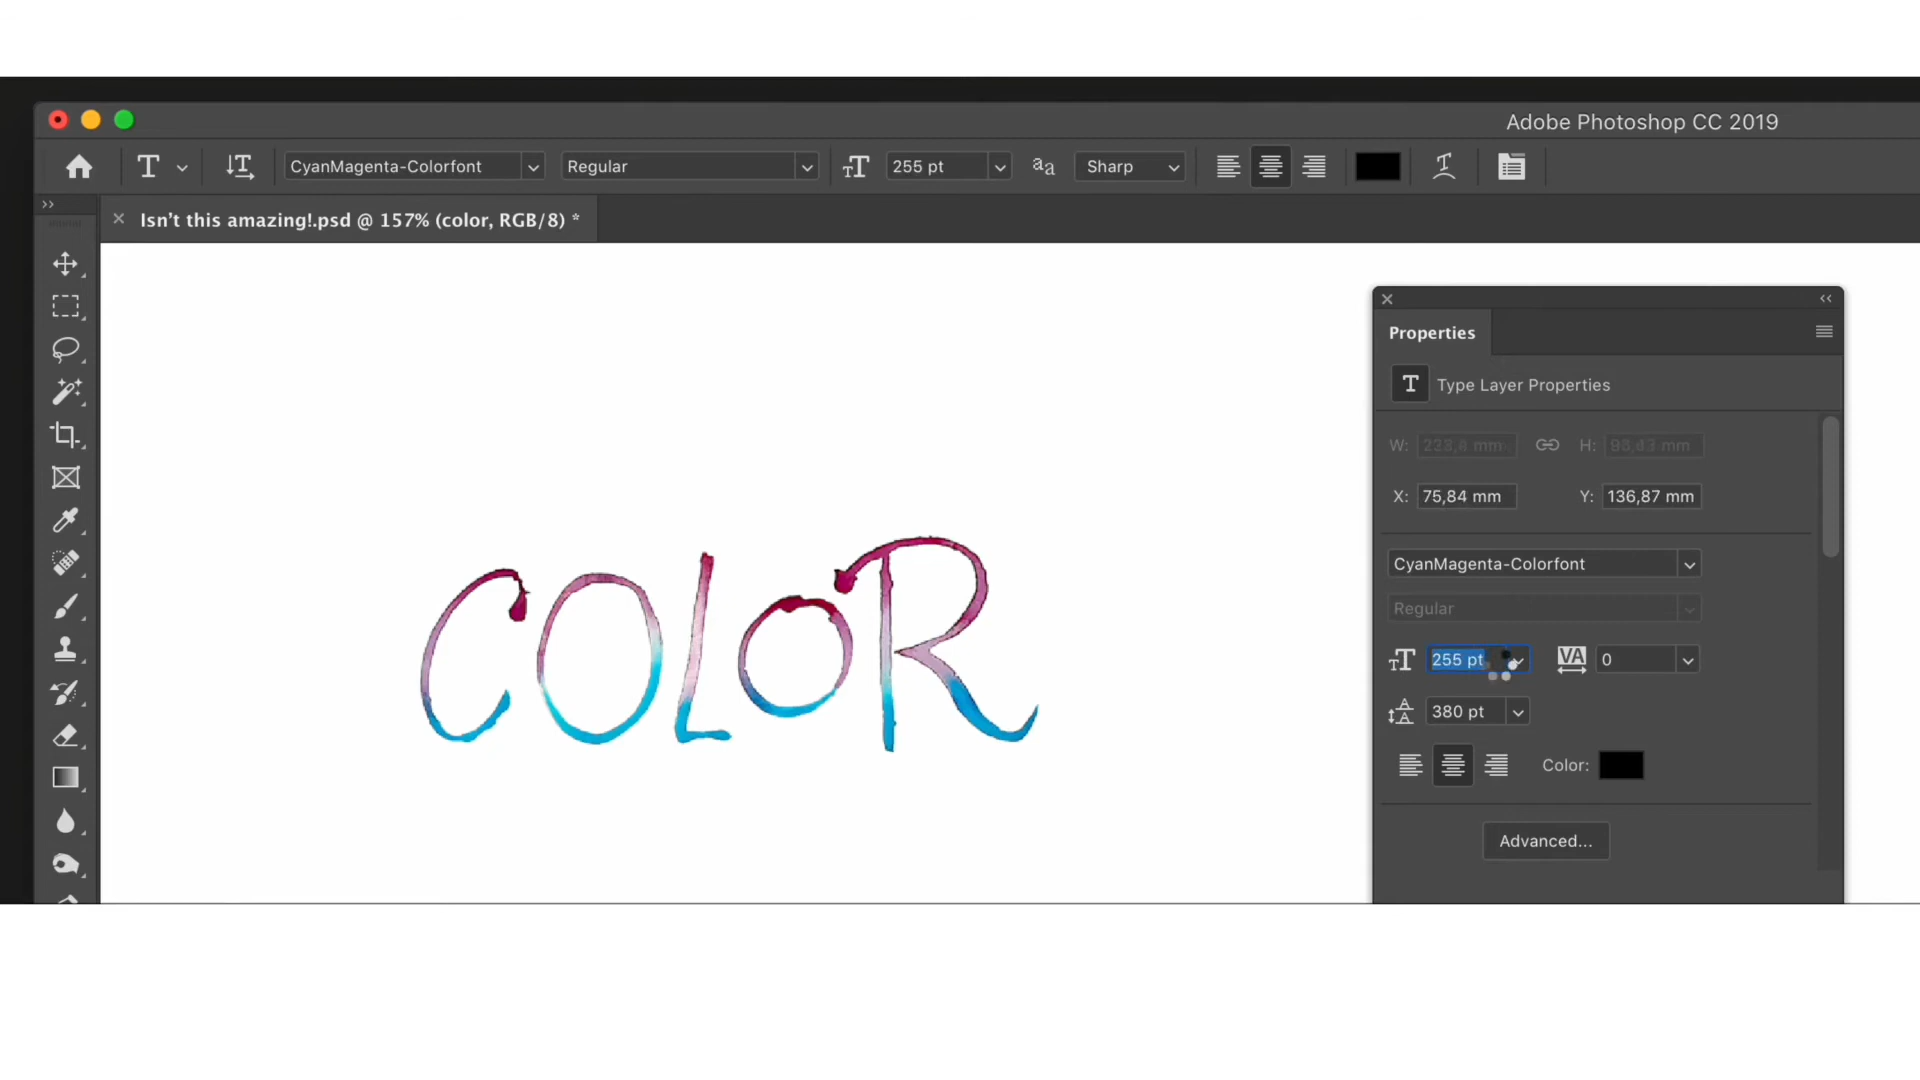 Adobe Photoshop CC 2019
CyanMagenta-Colorfont
Regular
255 pt
aa
Sharp
Isn't this amazing!.psd @ 157% (color, RGB/8) *
COLOR
Properties
Type Layer Properties
W:
H:
X: 75,84 mm
Y: 136,87 mm
CyanMagenta-Colorfont
Regular
255 pt
VA 0
380 pt
Color:
Advanced...